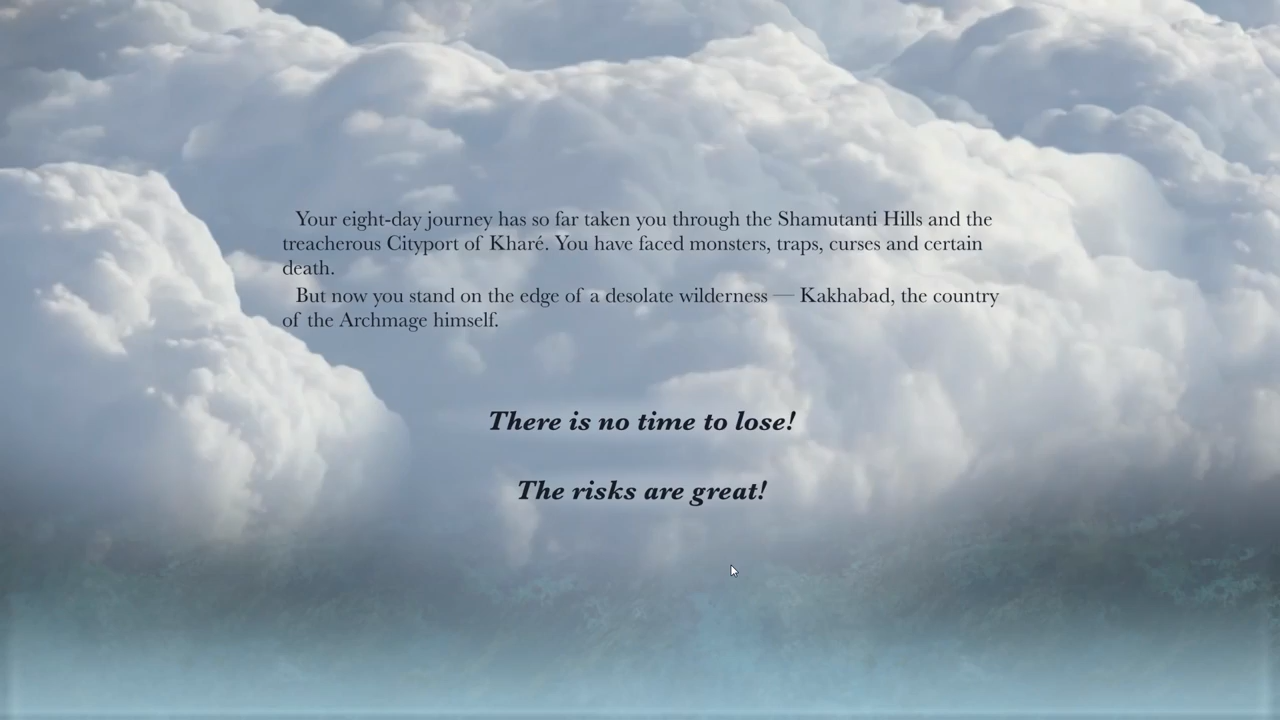 Your eight-day journey has so far taken you through the Shamutanti Hills and the
treacherous Cityport of Kharé. You have faced monsters, traps, curses and certain
death.
But now you stand on the edge of a desolate wilderness — Kakhabad, the country
of the Archmage himself.
There is no time to lose!
The risks are great!